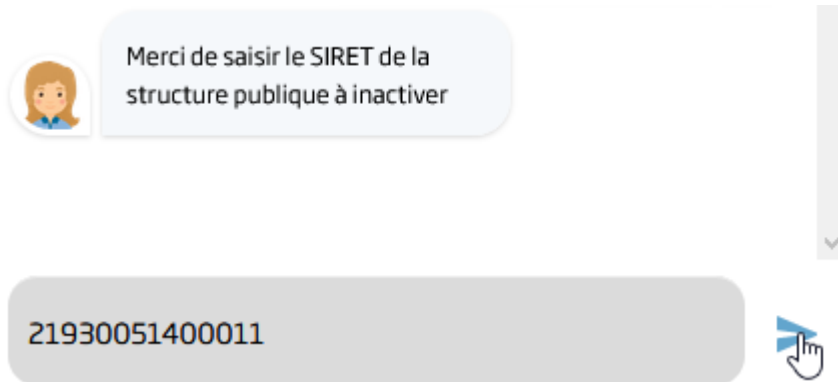 Merci de saisir le SIRET de la
structure publique à inactiver
21930051400011